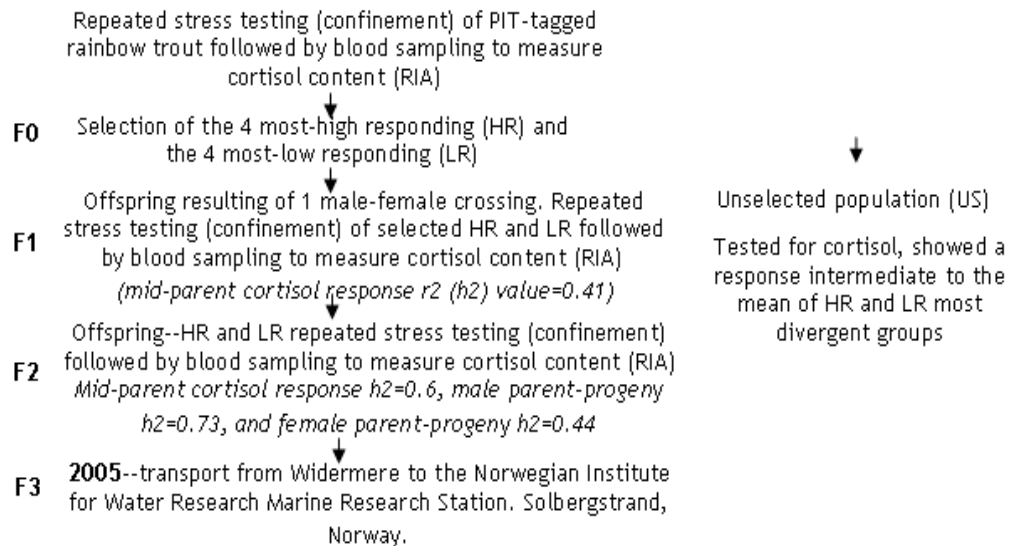 Repeated stress testing (confinement) of PIT-tagged
rainbow trout followed by blood sampling to measure
cortisol content (RIA)
F0
Selection of the 4 most-high responding (HR) and
the 4 most-low responding (LR)
F1
Offspring resulting of 1 male-female crossing. Repeated
stress testing (confinement) of selected HR and LR followed
by blood sampling to measure cortisol content (RIA)
(mid-parent cortisol response r2 (h2) value=0.41)
F2
Offspring--HR and LR repeated stress testing (confinement)
followed by blood sampling to measure cortisol content (RIA)
Mid-parent cortisol response h2=0.6, male parent-progeny
h2=0.73, and female parent-progeny h2=0.44
F3
2005--transport from Widermere to the Norwegian Institute
for Water Research Marine Research Station. Solbergstrand,
Norway.
Unselected population (US)
Tested for cortisol, showed a
response intermediate to the
mean of HR and LR most
divergent groups